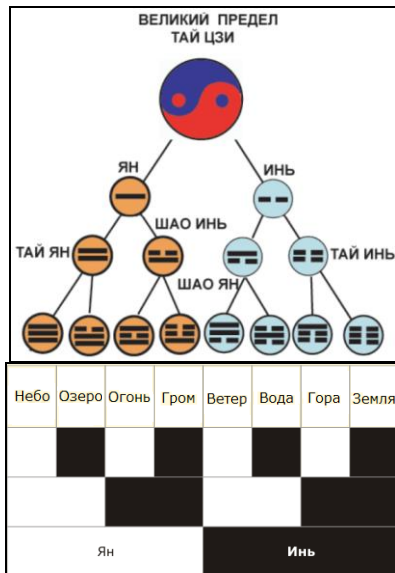 ВЕЛИКИЙ ПРЕДЕЛ
ТАЙ ЦЗИ
ЯН
ИНЬ
ШАО ИНЬ
ТАЙ ЯН
ТАЙ ИНЬ
ШАО ЯН
Небо Озеро Огонь Гром Ветер Вода Гора Земля
Ян Инь